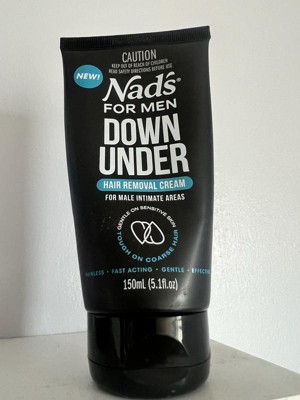 CAUTION
KEEP OUT OF REACH OF CHILDREN
READ SAFETY DIRECTIONS BEFORE USE
NEW!
Nad's®
FOR MEN
DOWN
UNDER
HAIR REMOVAL CREAM
FOR MALE INTIMATE AREAS
GENTLE ON SENSITIVE SKIN
TOUGH ON COARSE HAIR
• FAST ACTING • GENTLE •
150mL (5.1fl.oz)